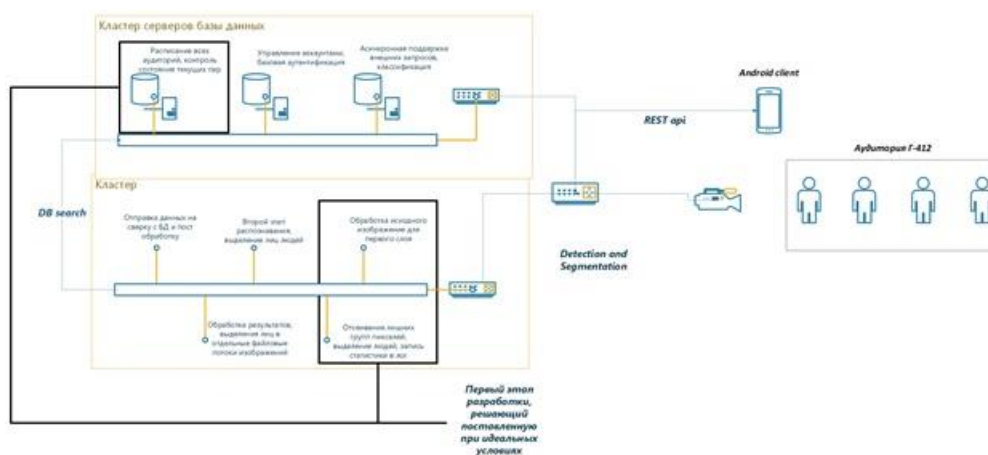 Кластер серверов базы данных
Расписание всех
аудиторий, контроль
состояния текущих пар
Управление аккаунтами,
базовая аутентификация
Асинхронная поддержка
внешних запросов,
классификация
Android client
REST api
Аудитория Г-412
Кластер
DB search
Отправка данных на
сверку с БД и пост
обработку
Второй этап
распознавания,
выделение лиц людей
Обработка исходного
изображение для
первого слоя
Detection and
Segmentation
Обработка результатов,
выделения лиц в
отдельные файловые
потоки изображений
Отсеивание лишних
групп пикселей,
выделение людей, запись
статистики в лог
Первый этап
разработки,
решающий
поставленную
при идеальных
условиях